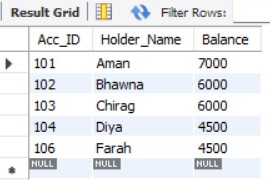 Result Grid Filter Rows:
Acc_ID Holder_Name Balance
101 Aman 7000
102 Bhawna 6000
103 Chirag 6000
104 Diya 4500
106 Farah 4500
NULL NULL NULL